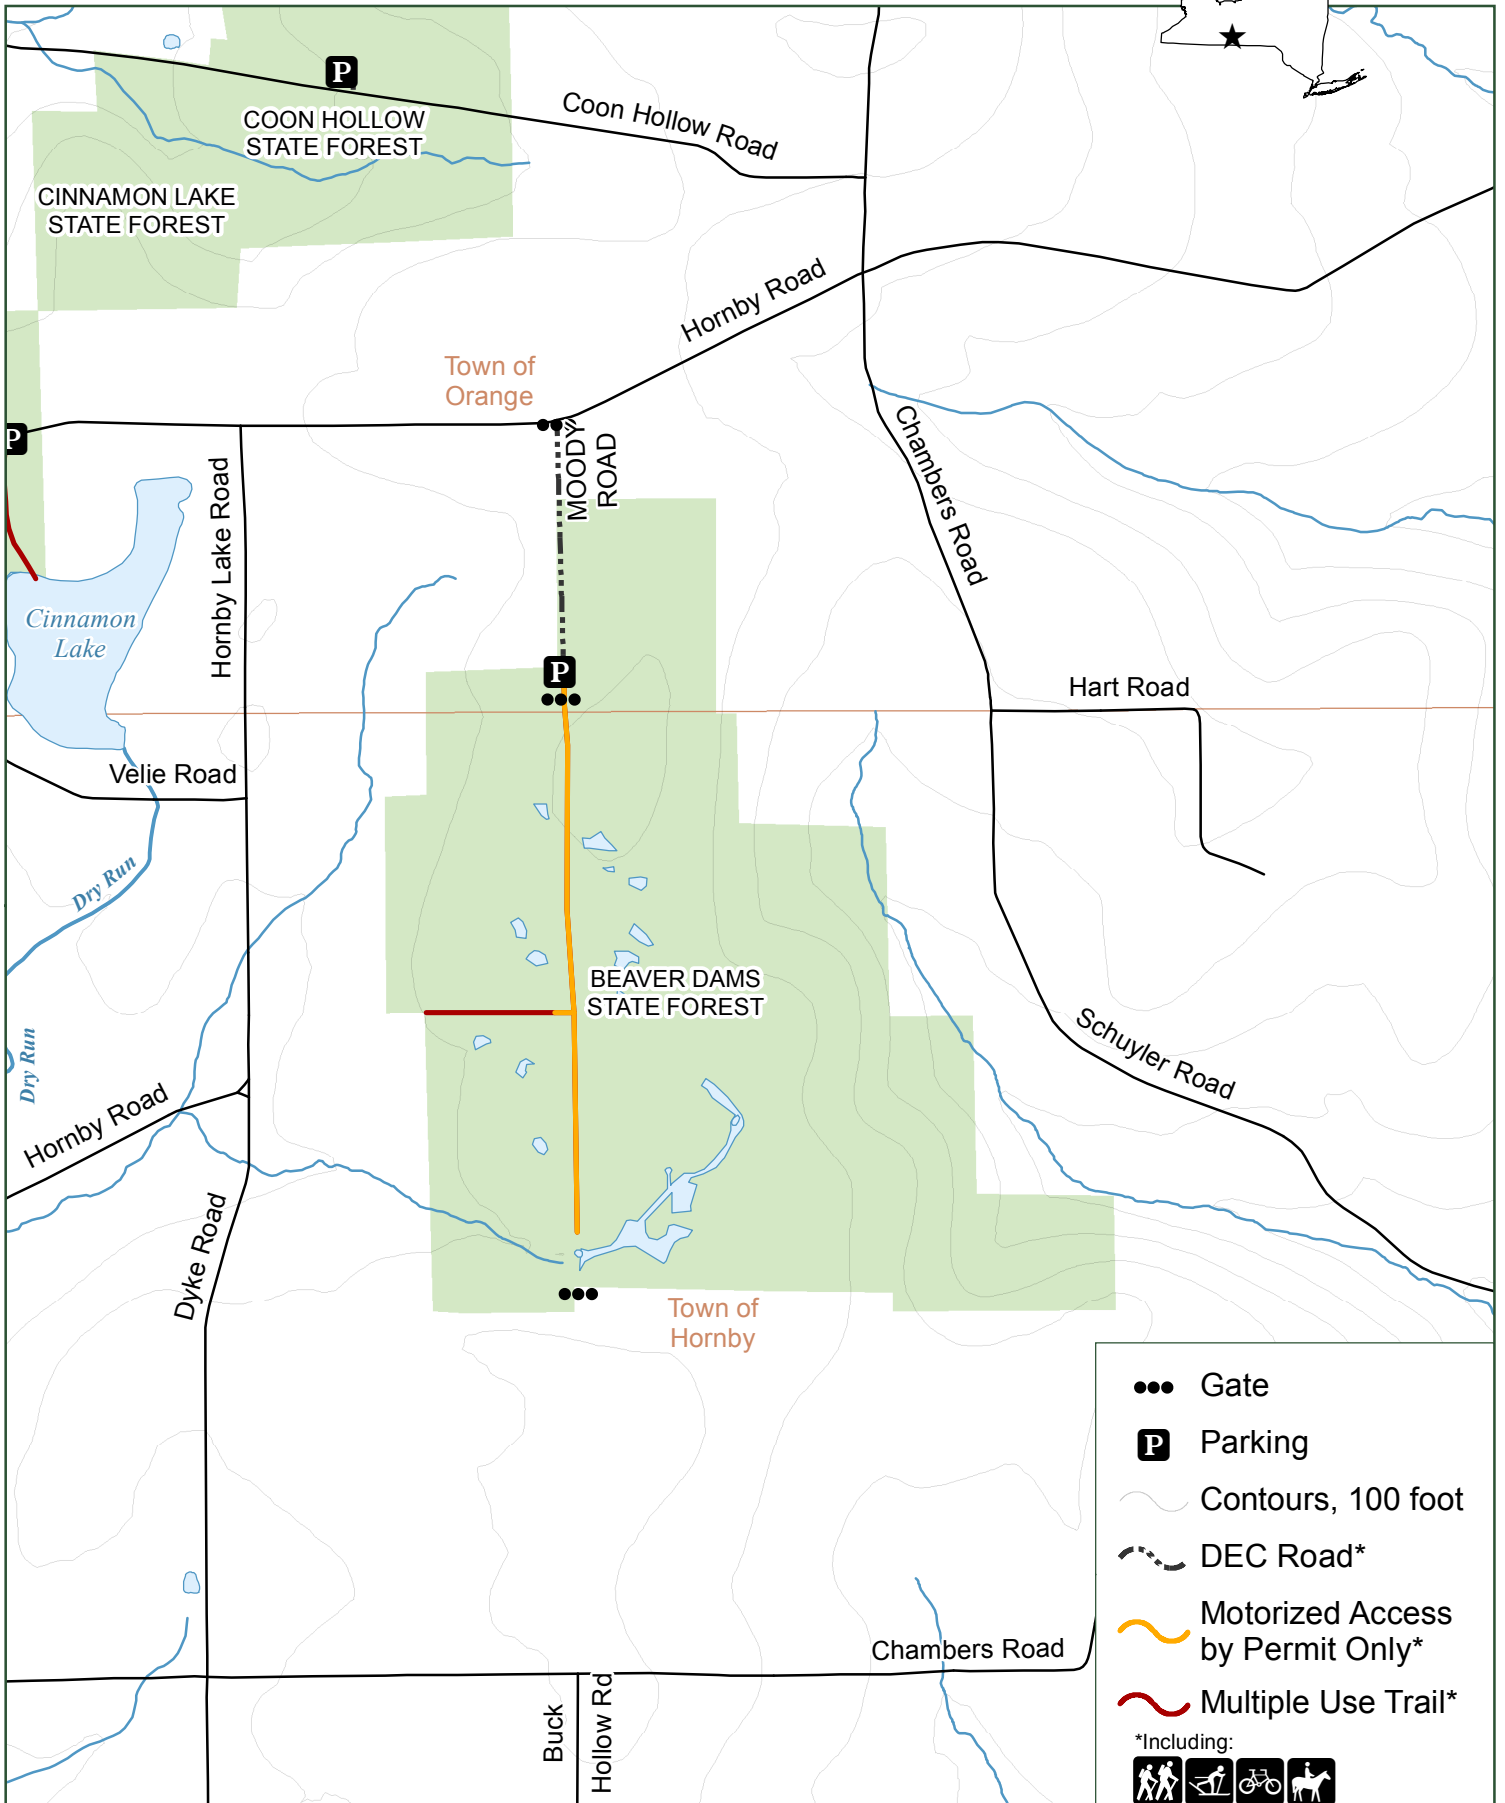 P
COON HOLLOW
STATE FOREST
Coon Hollow Road
CINNAMON LAKE
STATE FOREST
Hornby Road
Town of
Orange
P
MOODY
ROAD
Chambers Road
Hornby Lake Road
Cinnamon
Lake
P
Hart Road
Velie Road
Dry Run
BEAVER DAMS
STATE FOREST
Dry Run
Schuyler Road
Hornby Road
Dyke Road
Town of
Hornby
Gate
P Parking
Contours, 100 foot
DEC Road*
Motorized Access
by Permit Only*
Multiple Use Trail*
*Including:
Chambers Road
Buck
Hollow Rd